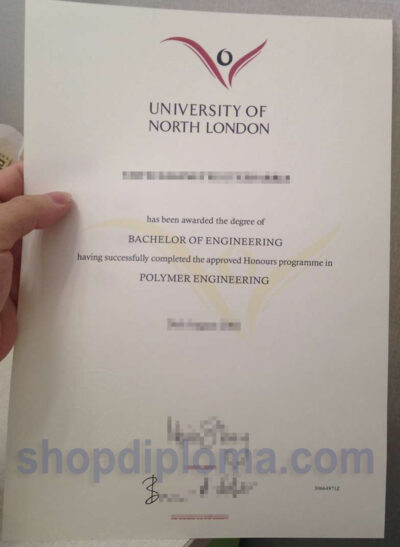 UNIVERSITY OF
NORTH LONDON
has been awarded the degree of
BACHELOR OF ENGINEERING
having successfully completed the approved Honours programme in
POLYMER ENGINEERING
shopdiploma.com